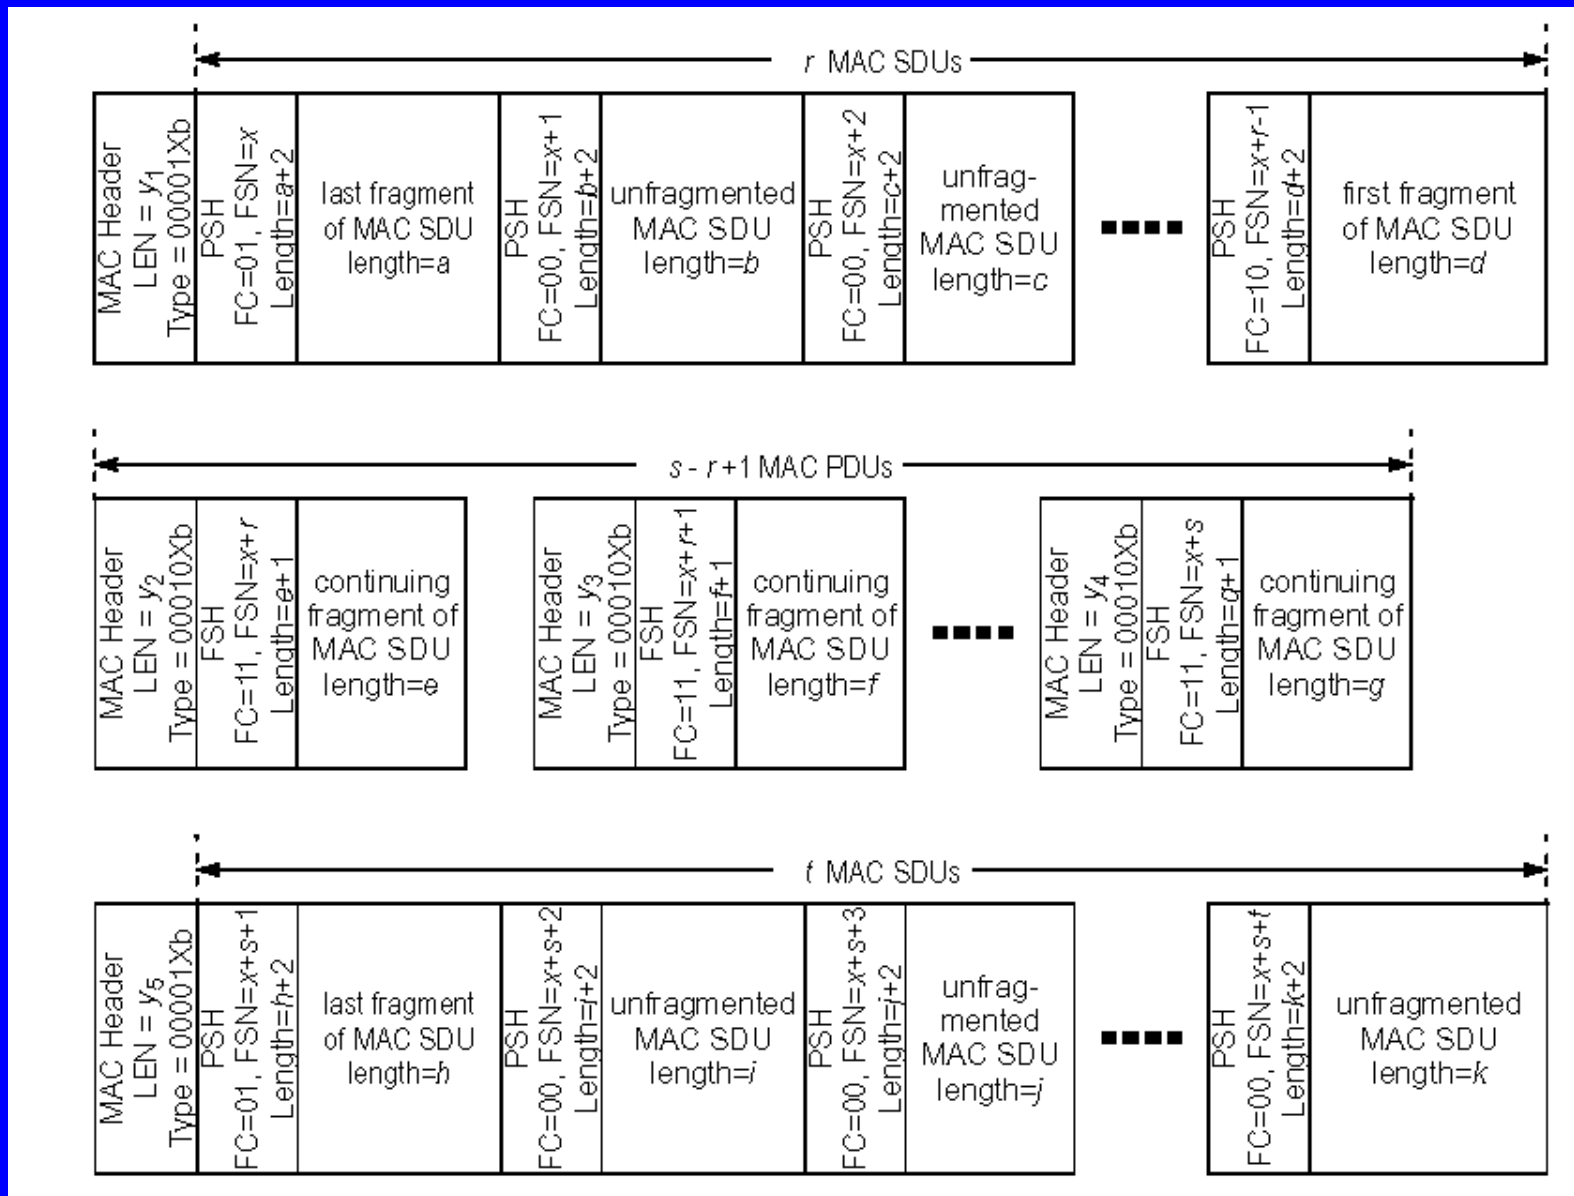 r MAC SDUs
MAC Header
LEN = y1
Type = 00001Xb
PSH
FC=01, FSN=x
Length=a+2
last fragment
of MAC SDU
length=a
PSH
FC=00, FSN=x+1
Length=b+2
unfragmented
MAC SDU
length=b
PSH
FC=00, FSN=x+2
Length=c+2
unfrag-
mented
MAC SDU
length=c
PSH
FC=10, FSN=x+r-1
Length=d+2
first fragment
of MAC SDU
length=d
s - r +1 MAC PDUs
MAC Header
LEN = y2
Type = 00010Xb
FSH
FC=11, FSN=x+r
Length=e+1
continuing
fragment of
MAC SDU
length=e
MAC Header
LEN = y3
Type = 00010Xb
FSH
FC=11, FSN=x+r+1
Length=f+1
continuing
fragment of
MAC SDU
length=f
MAC Header
LEN = y4
Type = 00010Xb
FSH
FC=11, FSN=x+s
Length=g+1
continuing
fragment of
MAC SDU
length=g
t MAC SDUs
MAC Header
LEN = y5
Type = 00001Xb
PSH
FC=01, FSN=x+s+1
Length=h+2
last fragment
of MAC SDU
length=h
PSH
FC=00, FSN=x+s+2
Length=i+2
unfragmented
MAC SDU
length=i
PSH
FC=00, FSN=x+s+3
Length=j+2
unfrag-
mented
MAC SDU
length=j
PSH
FC=00, FSN=x+s+t
Length=k+2
unfragmented
MAC SDU
length=k